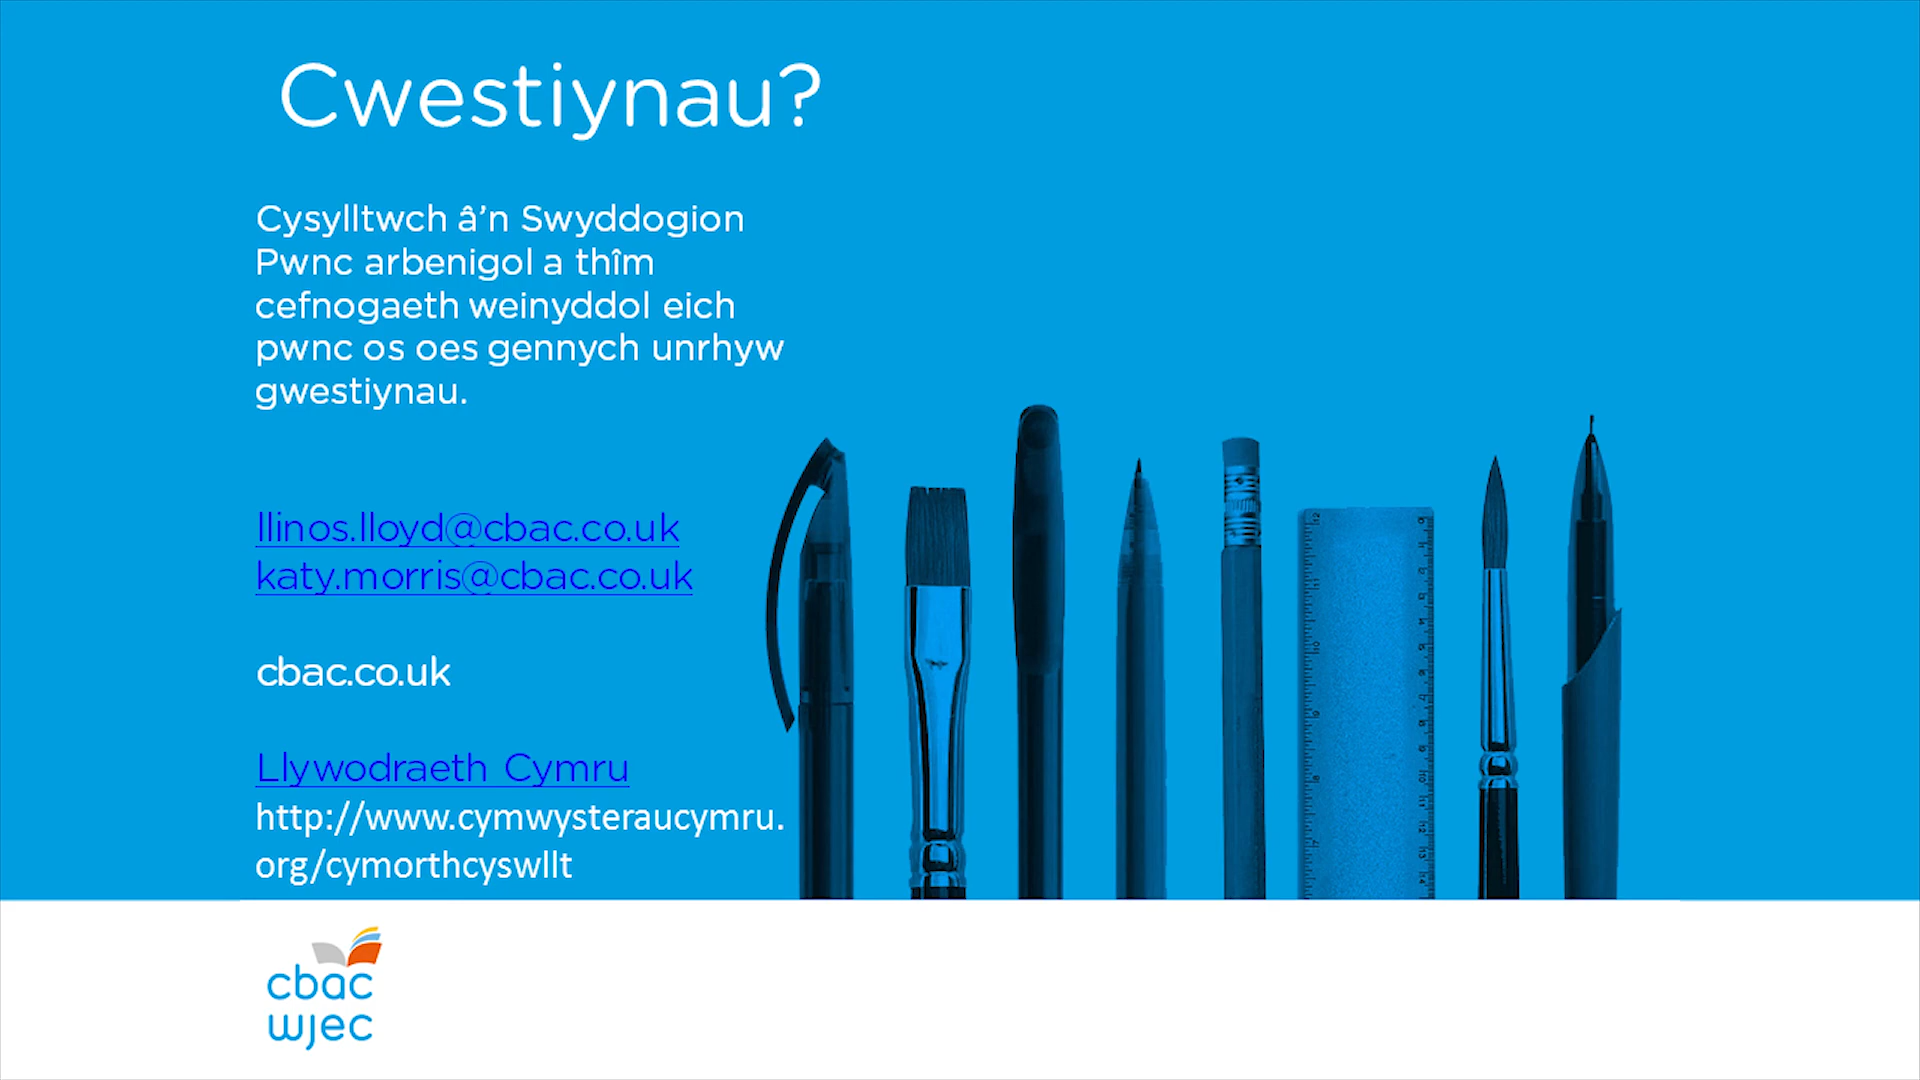 Cwestiynau?
Cysylltwch â’n Swyddogion
Pwnc arbenigol a thîm
cefnogaeth weinyddol eich
pwnc os oes gennych unrhyw
gwestiynau.
llinos.lloyd@cbac.co.uk
katy.morris@cbac.co.uk
cbac.co.uk
Llywodraeth Cymru
http://www.cymwysteraucymru.
org/cymorthcyswllt
cbac
wjec